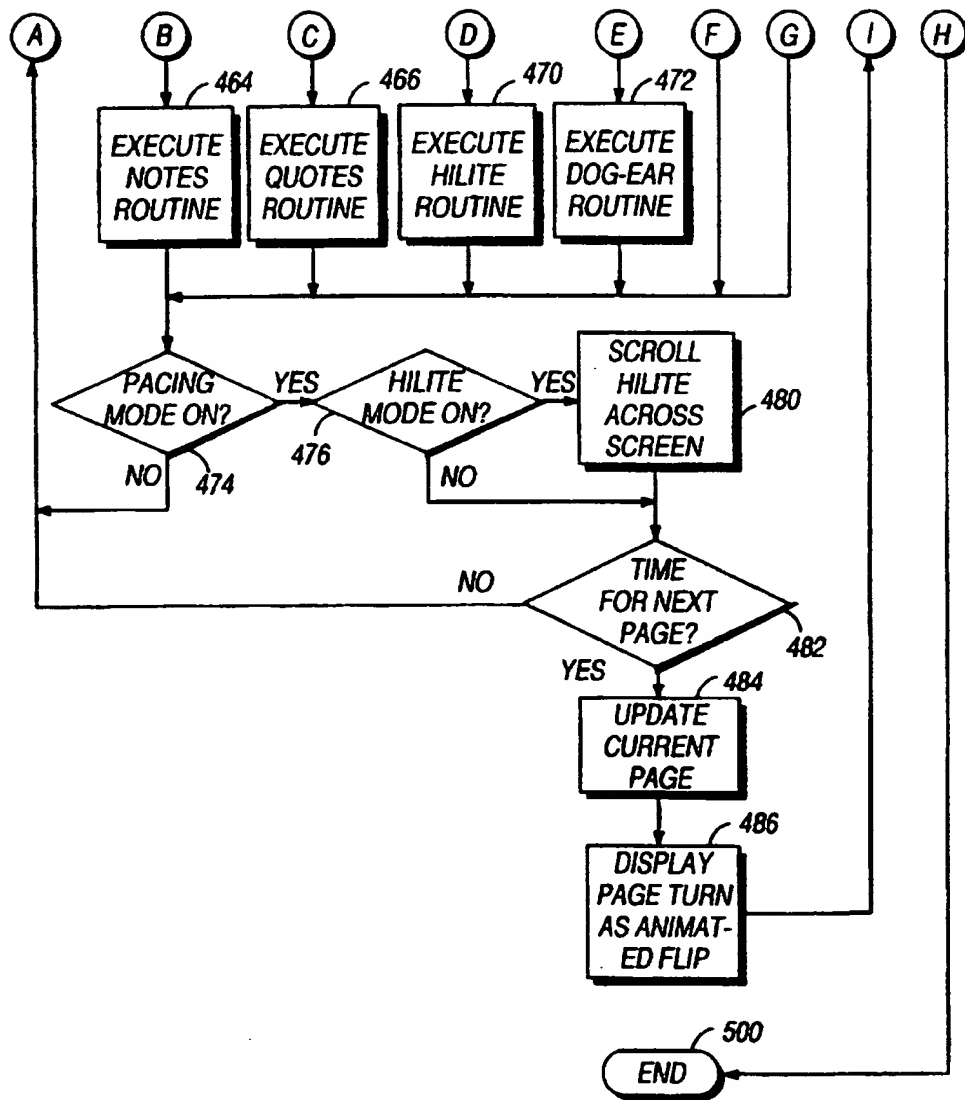 A B C D E F G I H
464
EXECUTE
NOTES
ROUTINE
466
EXECUTE
QUOTES
ROUTINE
470
EXECUTE
HILITE
ROUTINE
472
EXECUTE
DOG-EAR
ROUTINE
PACING
MODE ON?
YES
NO
474
HILITE
MODE ON?
YES
476
NO
SCROLL
HILITE
ACROSS
SCREEN
480
TIME
FOR NEXT
PAGE?
NO
482
YES
484
UPDATE
CURRENT
PAGE
486
DISPLAY
PAGE TURN
AS ANIMAT-
ED FLIP
500
END